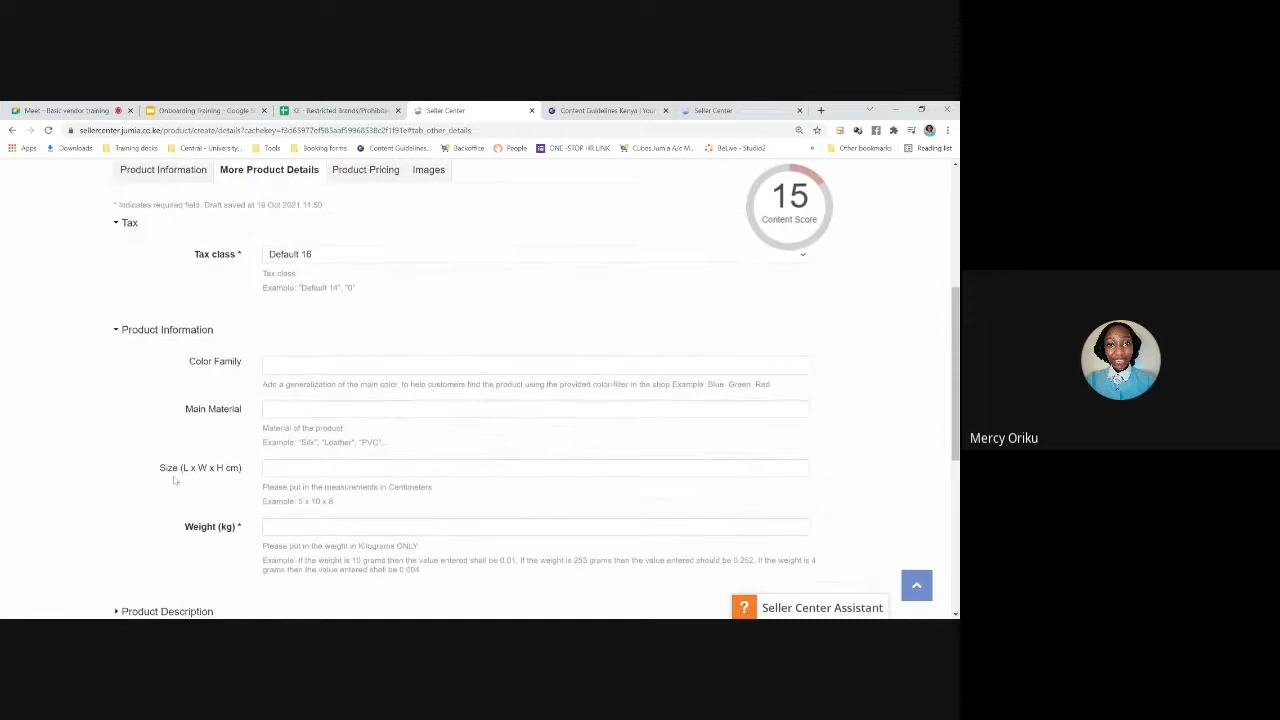 Meet - Basic vendor training
Onboarding Training - Google S
KE - Restricted Brands/Prohibite
Seller Center
Content Guidelines Kenya | Your
Seller Center
sellercenter.jumia.co.ke/product/create/details?cachekey=f3d65977ef585aaf59968538c2f1f91e#tab_other_details
Apps
Downloads
Training decks
Central - University...
Tools
Booking forms
Content Guidelines...
Backoffice
People
ONE -STOP HR LINK
Cubes Jumia A/c M...
BeLive - Studio2
»
Other bookmarks
Reading list
Product Information
More Product Details
Product Pricing
Images
15
Content Score
* Indicates required field. Draft saved at 19 Oct 2021 11:50
Tax
Tax class *
Default 16
Tax class
Example: "Default 14", "0"
Product Information
Color Family
Add a generalization of the main color, to help customers find the product using the provided color-filter in the shop Example: Blue, Green, Red
Main Material
Material of the product
Example: "Silk", "Leather", "PVC"...
Size (L x W x H cm)
Please put in the measurements in Centimeters
Example: 5 x 10 x 8
Weight (kg) *
Please put in the weight in Kilograms ONLY
Example: If the weight is 10 grams then the value entered shall be 0.01, If the weight is 253 grams then the value entered should be 0.252, If the weight is 4
grams then the value entered shall be 0.004
Product Description
? Seller Center Assistant
Mercy Oriku